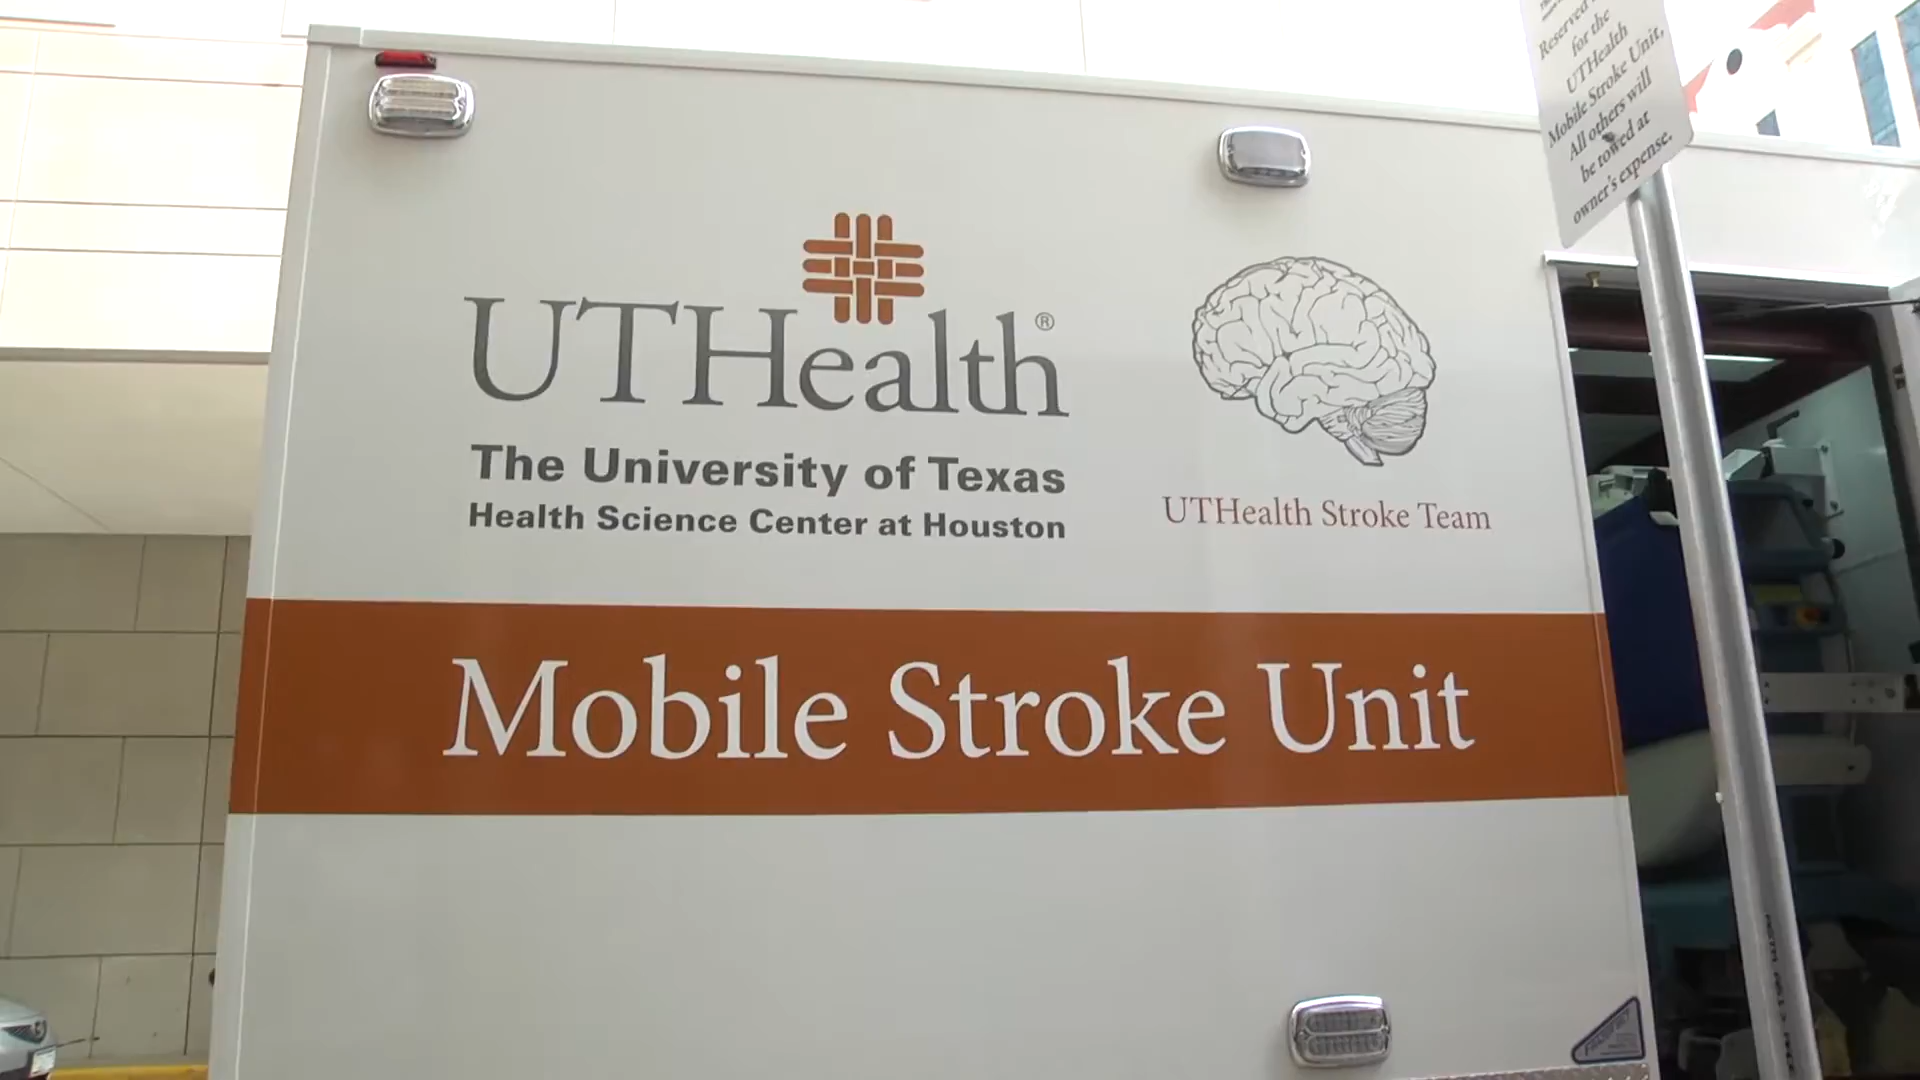 Reserved
for the
UTHealth
Mobile Stroke Unit,
All others will
be towed at
owner's expense.
UTHealth®
The University of Texas
Health Science Center at Houston
UTHealth Stroke Team
Mobile Stroke Unit